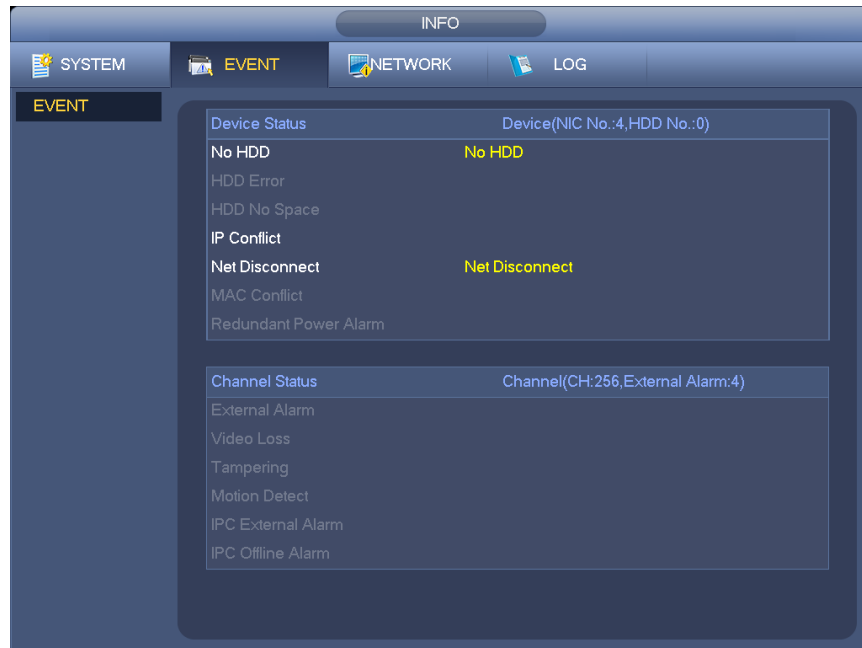 INFO
SYSTEM EVENT NETWORK LOG
EVENT
Device Status Device(NIC No.:4,HDD No.:0)
No HDD No HDD
HDD Error
HDD No Space
IP Conflict
Net Disconnect Net Disconnect
MAC Conflict
Redundant Power Alarm
Channel Status Channel(CH:256,External Alarm:4)
External Alarm
Video Loss
Tampering
Motion Detect
IPC External Alarm
IPC Offline Alarm